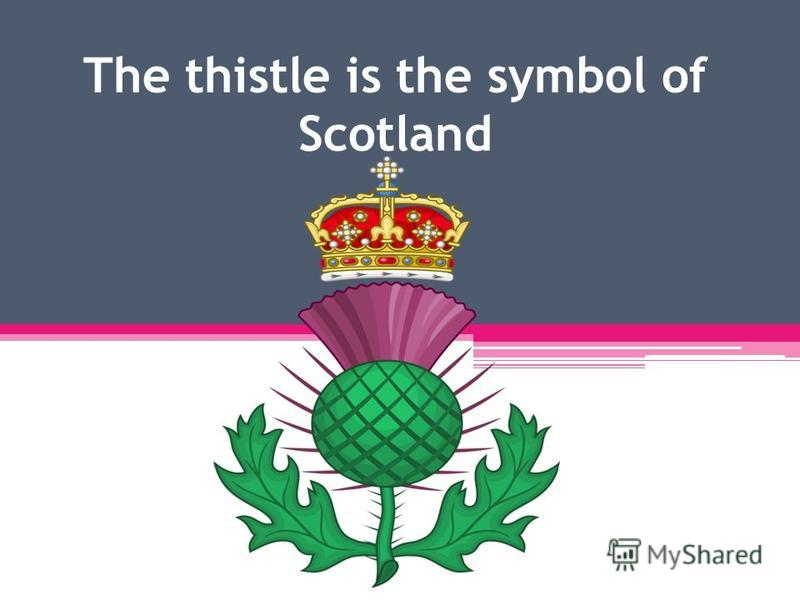 The thistle is the symbol of
Scotland
MyShared